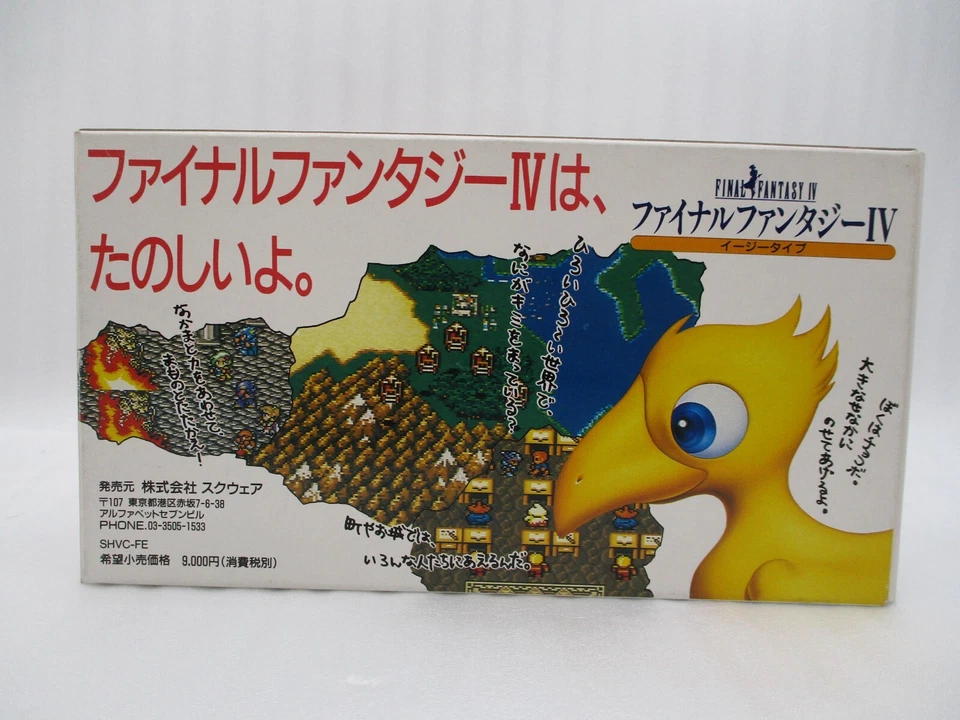 ファイナルファンタジーIVは、
たのしいよ。
FINAL FANTASY IV
ファイナルファンタジーIV
イージータイプ
なかまとちからをあわせて、
まものとたたかえ!
ひろいひろ〜い世界で、
なにがキミをまっている?
ぼくはチョコボ。
大きなせなかに
のせてあげるね。
町やお城では、
いろんな人たちにあえるんだ。
発売元 株式会社 スクウェア
〒107 東京都港区赤坂7-6-38
アルファベットセブンビル
PHONE.03-3505-1533
SHVC-FE
希望小売価格 9,000円(消費税別)